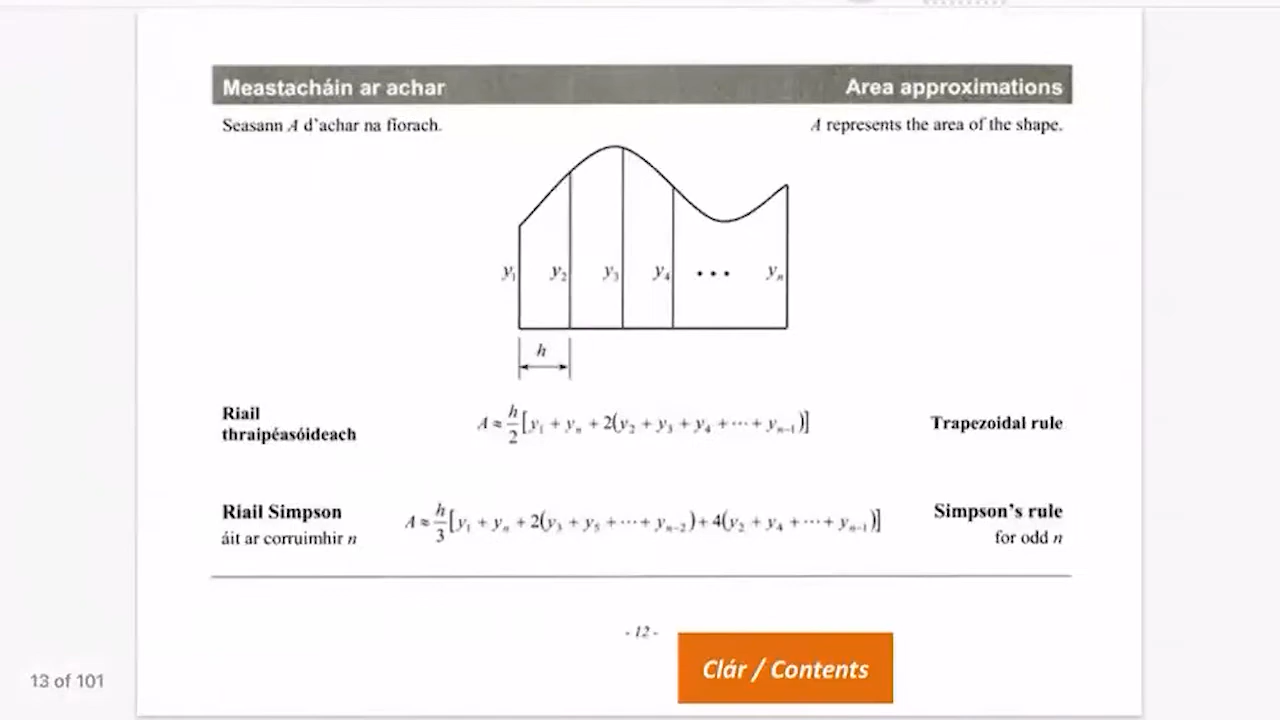 Meastacháin ar achar Area approximations
Seasann A d'achar na fíorach. A represents the area of the shape.
y₁ y₂ y₃ y₄ • • • yₙ
h
Riail thraipéasóideach A ≈ h/2 [y₁ + yₙ + 2(y₂ + y₃ + y₄ + ⋯ + yₙ₋₁)] Trapezoidal rule
Riail Simpson A ≈ h/3 [y₁ + yₙ + 2(y₃ + y₅ + ⋯ + yₙ₋₂) + 4(y₂ + y₄ + ⋯ + yₙ₋₁)] Simpson's rule
áit ar corruimhir n for odd n
- 12 -
Clár / Contents
13 of 101